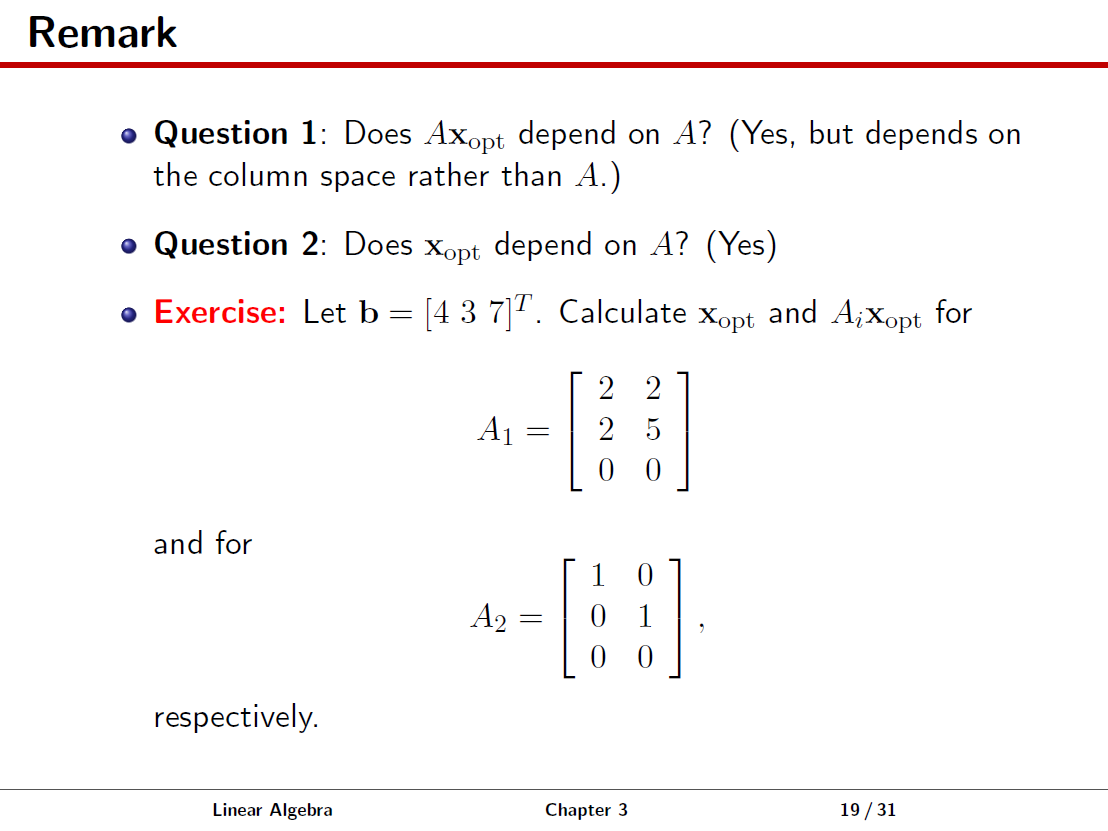 Remark
Question 1: Does Ax_opt depend on A? (Yes, but depends on
the column space rather than A.)
Question 2: Does x_opt depend on A? (Yes)
Exercise: Let b = [4 3 7]^T. Calculate x_opt and A_i x_opt for
2 2
A_1 = 2 5
0 0
and for
1 0
A_2 = 0 1 ,
0 0
respectively.
Linear Algebra Chapter 3 19 / 31